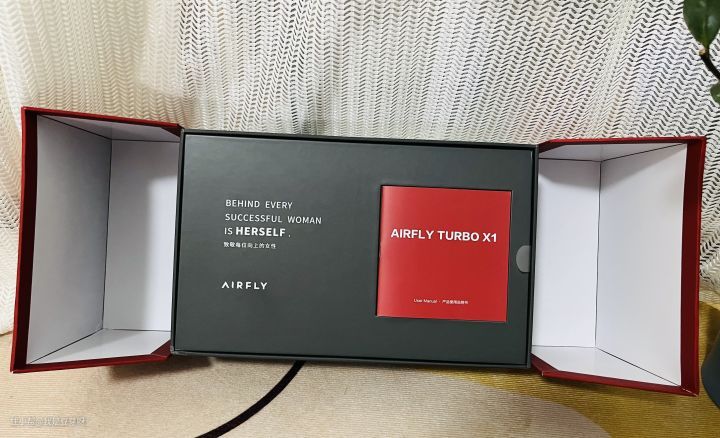 BEHIND EVERY
SUCCESSFUL WOMAN
IS HERSELF.
致敬每位向上的女性
AIRFLY
AIRFLY TURBO X1
User Manual · 产品使用说明书